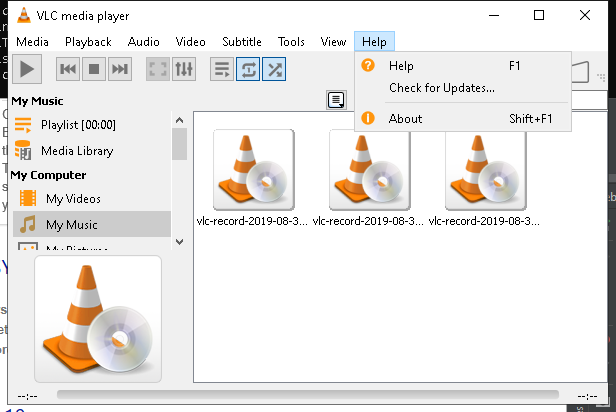 VLC media player
Media Playback Audio Video Subtitle Tools View Help
Help F1
Check for Updates...
About Shift+F1
My Music
Playlist [00:00]
Media Library
My Computer
My Videos
My Music
My Pictures
vlc-record-2019-08-3... vlc-record-2019-08-3... vlc-record-2019-08-3...
--:-- --:--